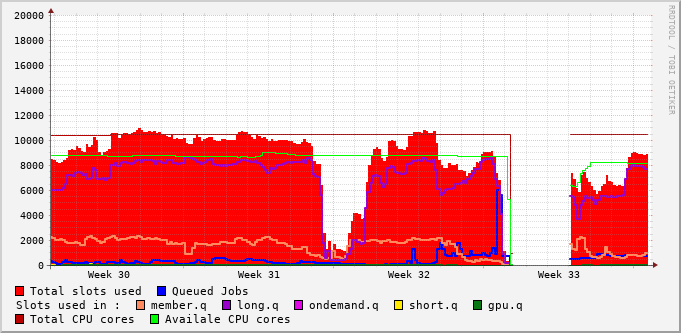 20000
18000
16000
14000
12000
10000
8000
6000
4000
2000
0
Week 30 Week 31 Week 32 Week 33
RRDTOOL / TOBI OETIKER
Total slots used Queued Jobs
Slots used in : member.q long.q ondemand.q short.q gpu.q
Total CPU cores Availale CPU cores